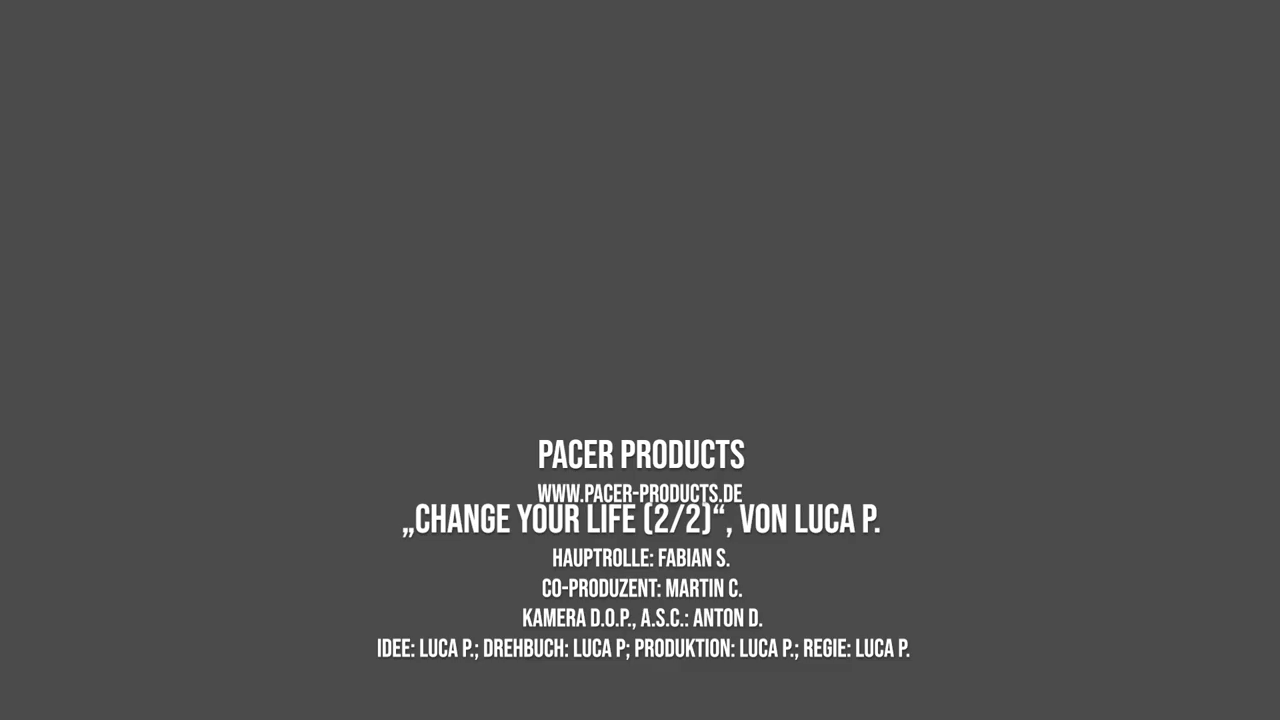 PACER PRODUCTS
WWW.PACER-PRODUCTS.DE
„CHANGE YOUR LIFE (2/2)“, VON LUCA P.
HAUPTROLLE: FABIAN S.
CO-PRODUZENT: MARTIN C.
KAMERA D.O.P., A.S.C.: ANTON D.
IDEE: LUCA P.; DREHBUCH: LUCA P; PRODUKTION: LUCA P.; REGIE: LUCA P.